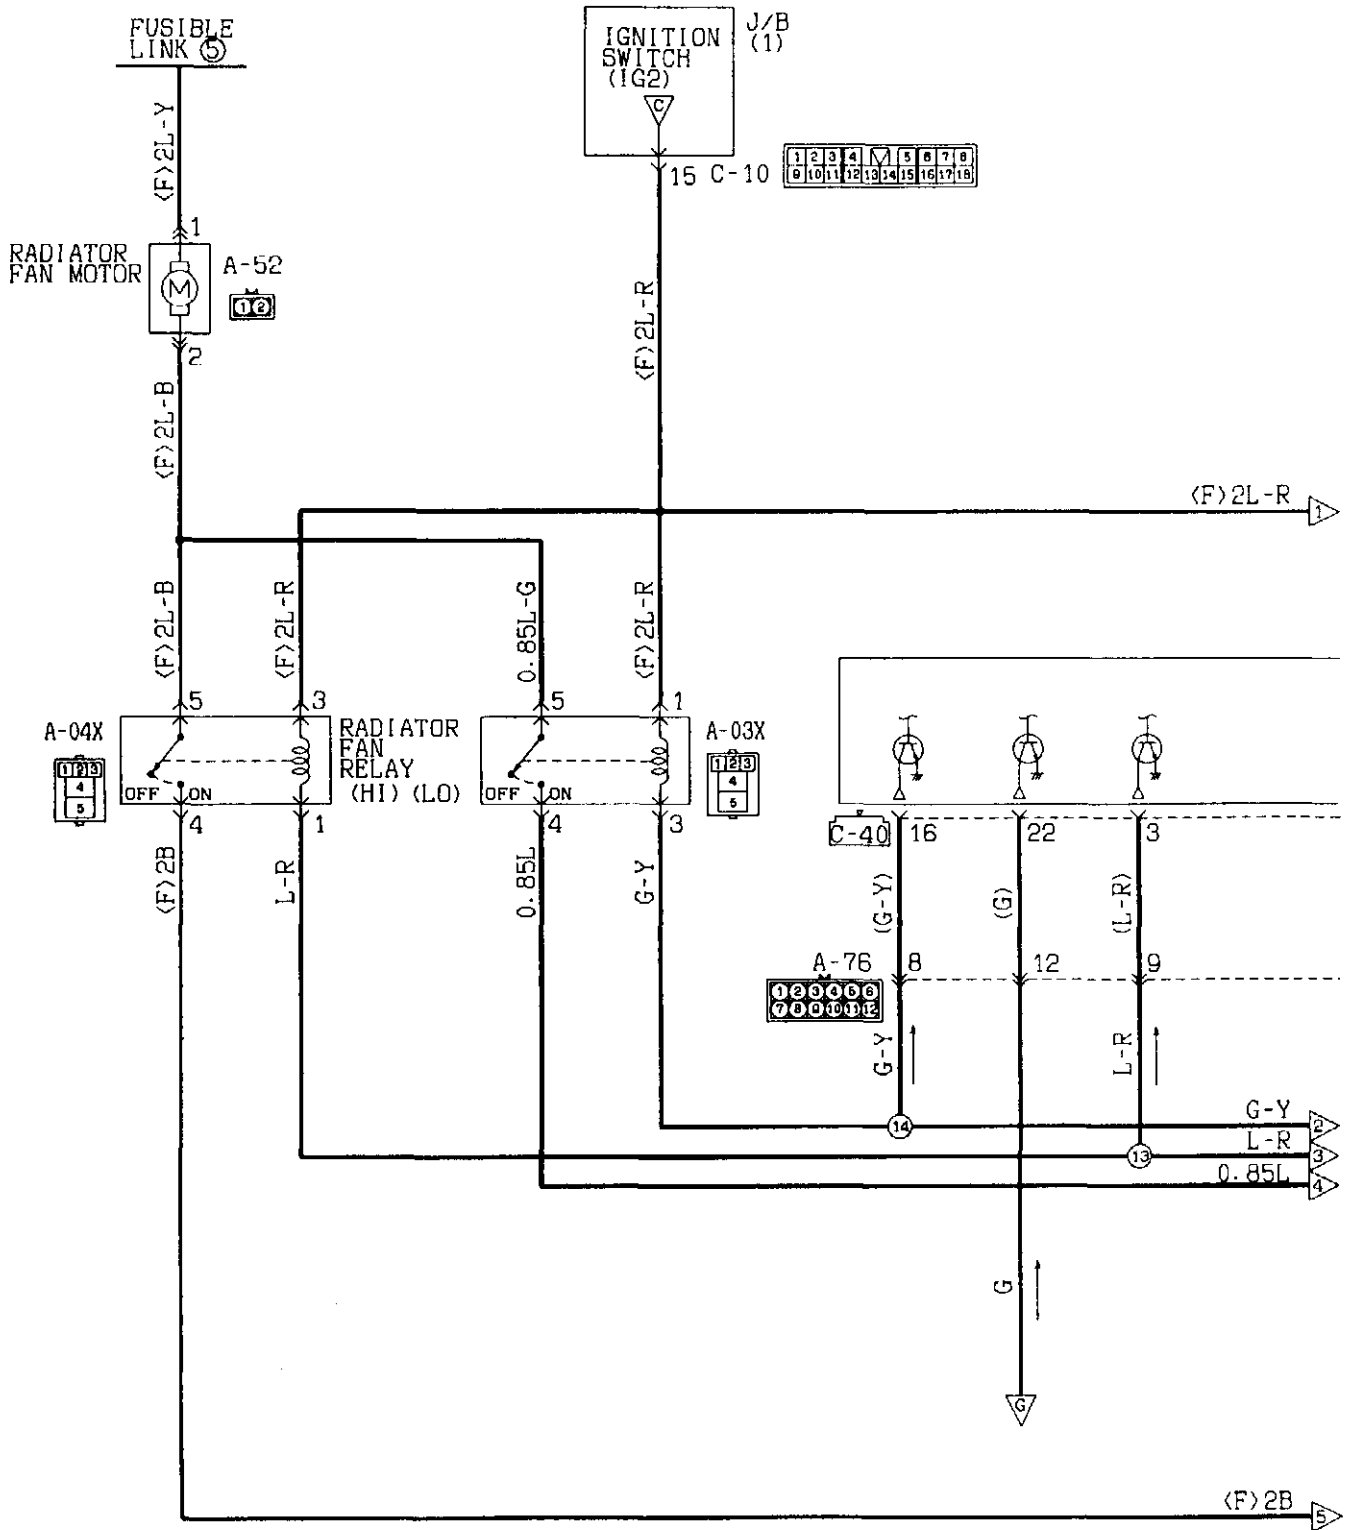 FUSIBLE
LINK ⑤
IGNITION
SWITCH
(IG2)
C
J/B
(1)
15 C-10
1 2 3 4 5 6 7 8
9 10 11 12 13 14 15 16 17 18
<F>2L-Y
1
RADIATOR
FAN MOTOR
M
A-52
1 2
2
<F>2L-R
<F>2L-B
<F>2L-R
1
<F>2L-B
<F>2L-R
0.85L-G
<F>2L-R
5
3
5
1
A-04X
1 2 3
4
5
OFF
ON
RADIATOR
FAN
RELAY
(HI) (LO)
OFF
ON
A-03X
1 2 3
4
5
4
1
4
3
C-40
16
22
3
<F>2B
L-R
0.85L
G-Y
(G-Y)
(G)
(L-R)
A-76
8
12
9
1 2 3 4 5 6
7 8 9 10 11 12
G-Y
L-R
14
G-Y
2
13
L-R
3
0.85L
4
G
G
<F>2B
5